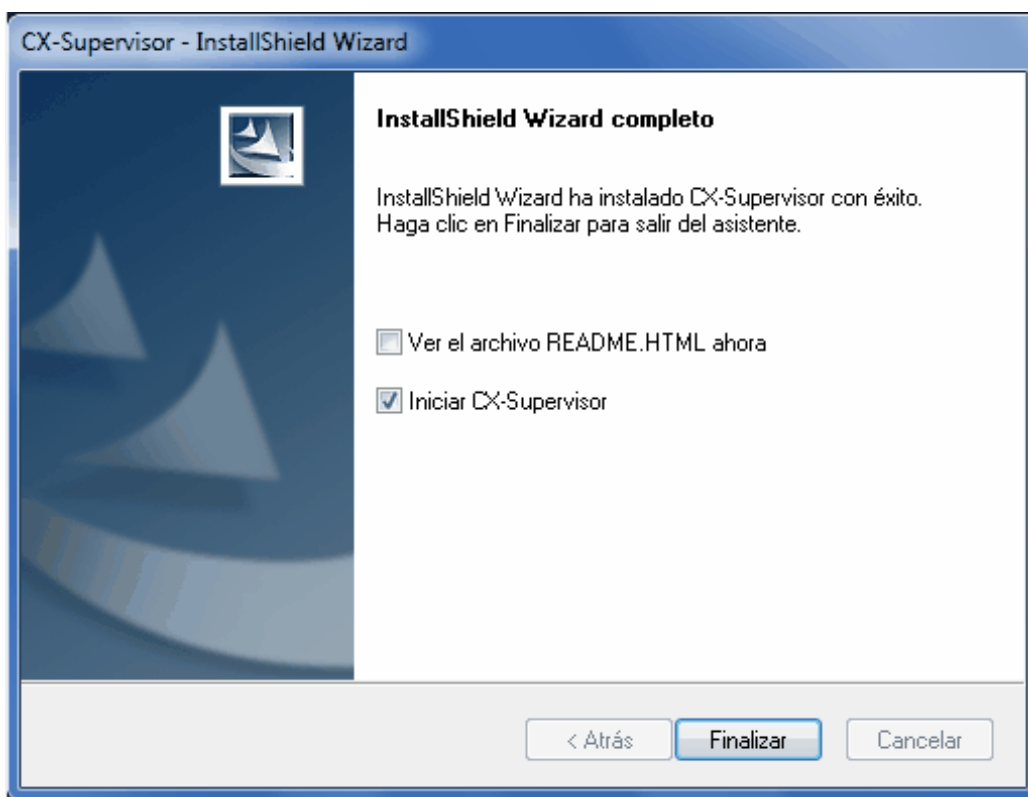 CX-Supervisor - InstallShield Wizard
InstallShield Wizard completo
InstallShield Wizard ha instalado CX-Supervisor con éxito.
Haga clic en Finalizar para salir del asistente.
Ver el archivo README.HTML ahora
Iniciar CX-Supervisor
< Atrás
Finalizar
Cancelar